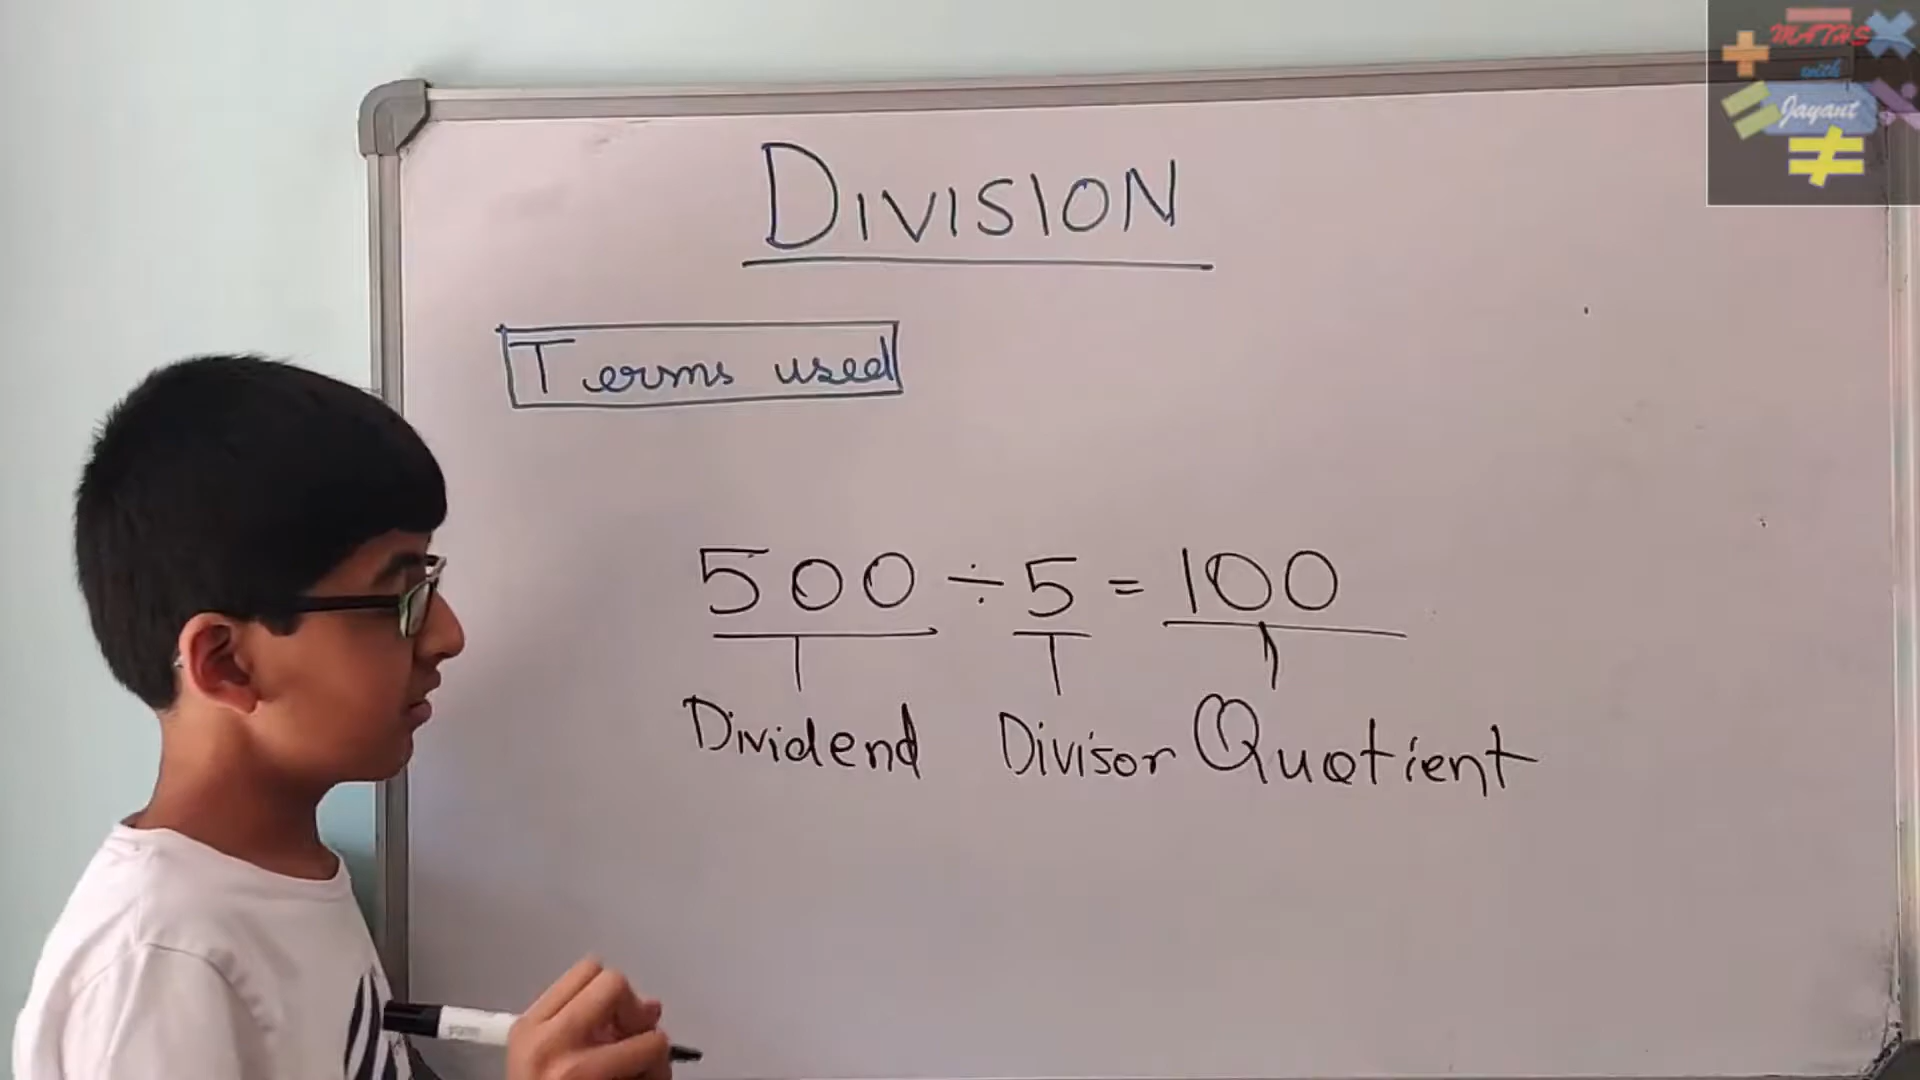 MATHS
with
Jayant
DIVISION
Terms used
500 ÷ 5 = 100
Dividend Divisor Quotient